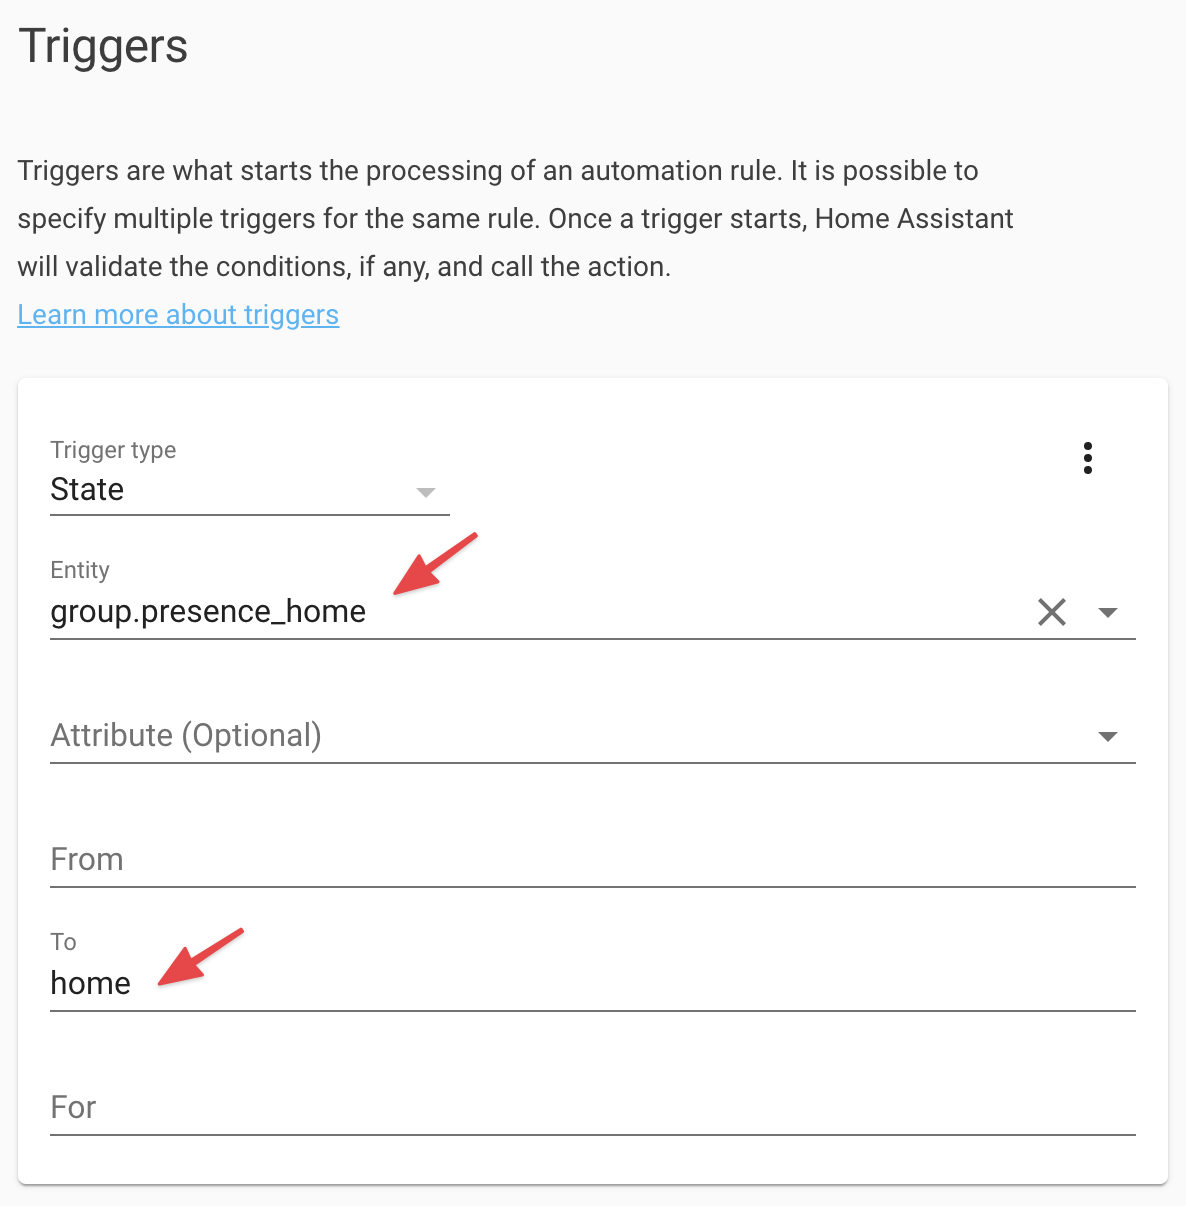 Triggers
Triggers are what starts the processing of an automation rule. It is possible to
specify multiple triggers for the same rule. Once a trigger starts, Home Assistant
will validate the conditions, if any, and call the action.
Learn more about triggers
Trigger type
State
Entity
group.presence_home
Attribute (Optional)
From
To
home
For